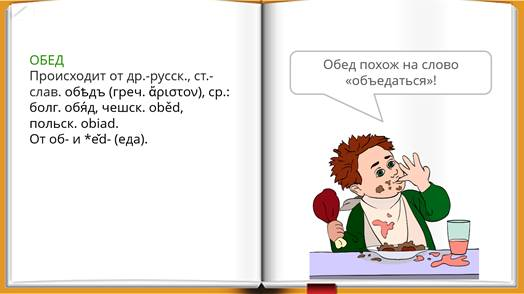 ОБЕД
Происходит от др.-русск., ст.-
слав. обѣдъ (греч. ἄριστον), ср.:
болг. обя́д, чешск. oběd,
польск. obiad.
От об- и *ě̌d- (еда).
Обед похож на слово
«объедаться»!